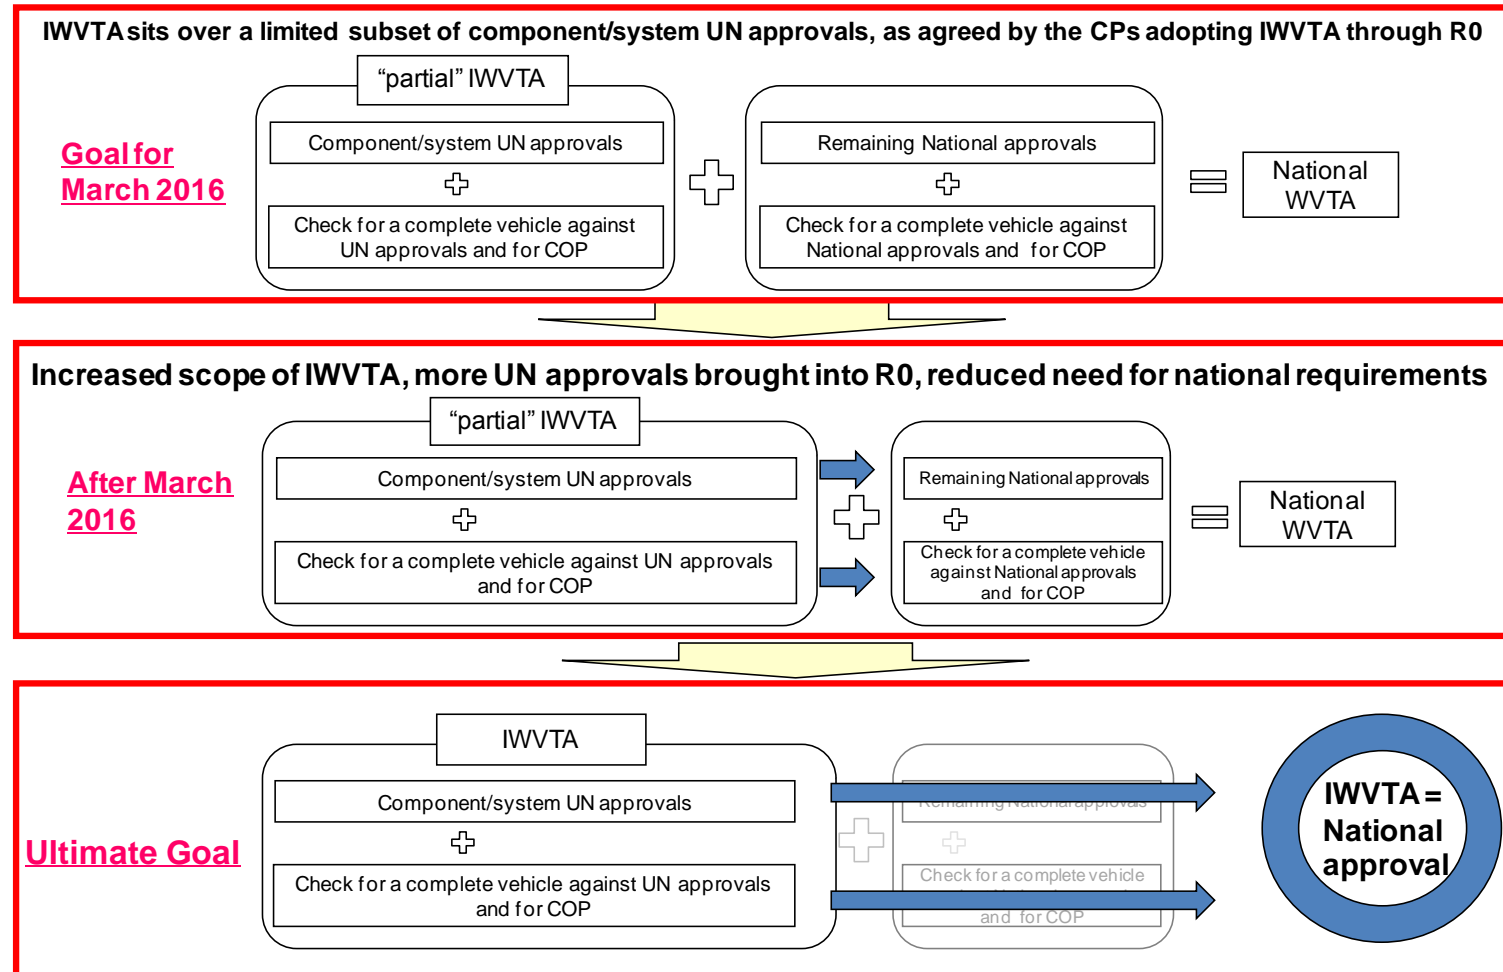 IWVTA sits over a limited subset of component/system UN approvals, as agreed by the CPs adopting IWVTA through R0
“partial” IWVTA
Goal for
March 2016
Component/system UN approvals
Check for a complete vehicle against
UN approvals and for COP
Remaining National approvals
Check for a complete vehicle against
National approvals and for COP
National
WVTA
Increased scope of IWVTA, more UN approvals brought into R0, reduced need for national requirements
“partial” IWVTA
After March
2016
Component/system UN approvals
Check for a complete vehicle against UN approvals
and for COP
Remaining National approvals
Check for a complete vehicle
against National approvals
and for COP
National
WVTA
IWVTA
Ultimate Goal
Component/system UN approvals
Check for a complete vehicle against UN approvals
and for COP
Remaining National approvals
Check for a complete vehicle
and for COP
IWVTA =
National
approval